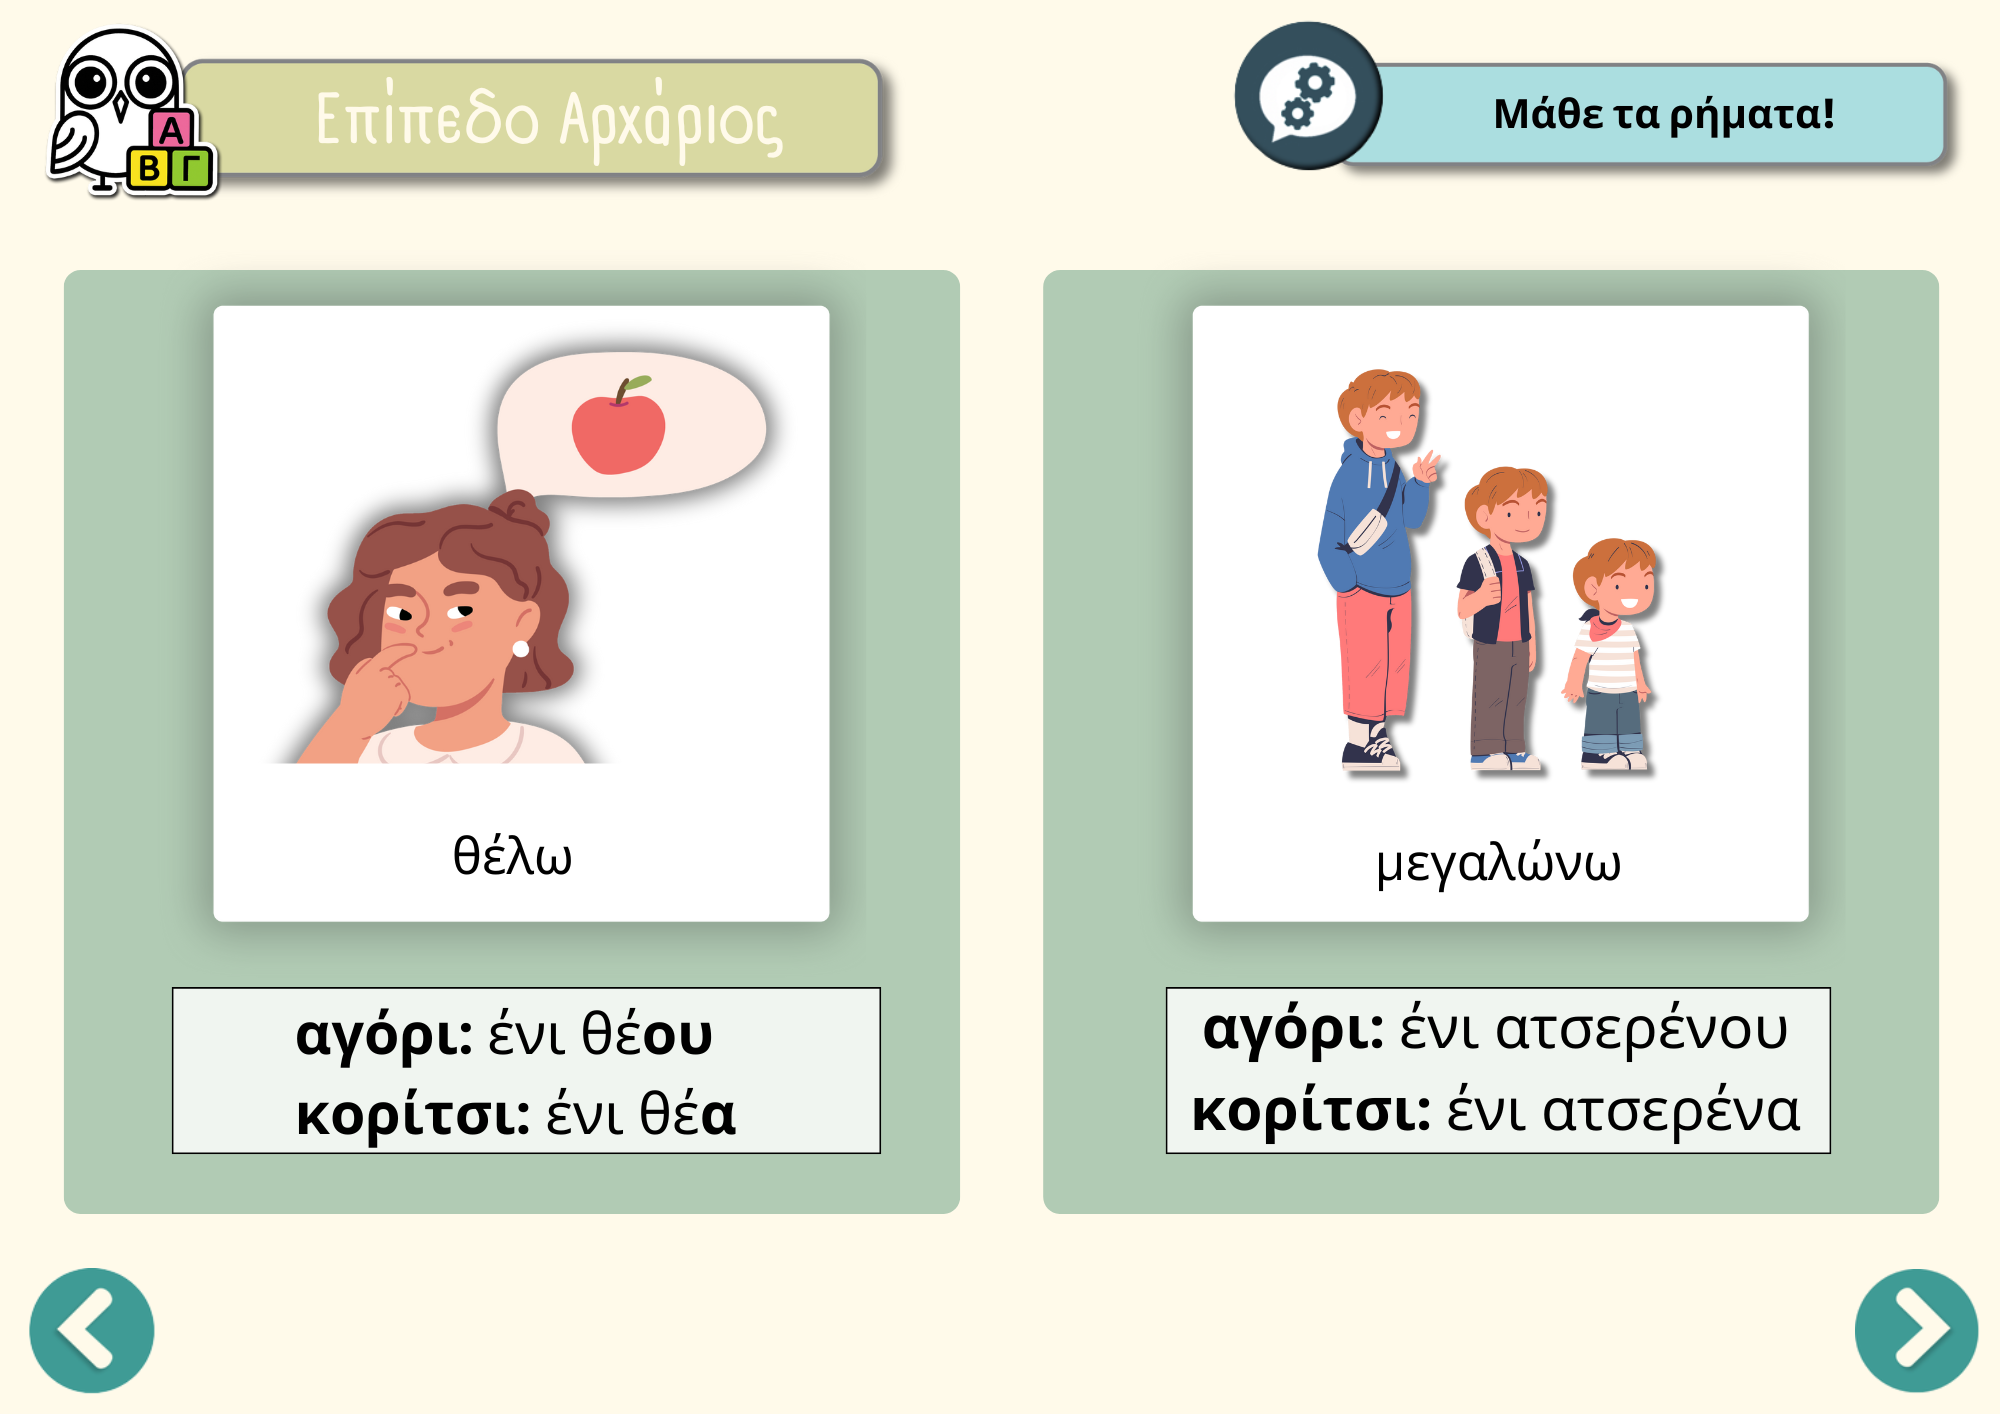 Επίπεδο Αρχάριος
Α
Β Γ
Μάθε τα ρήματα!
θέλω
αγόρι: ένι θέου
κορίτσι: ένι θέα
μεγαλώνω
αγόρι: ένι ατσερένου
κορίτσι: ένι ατσερένα